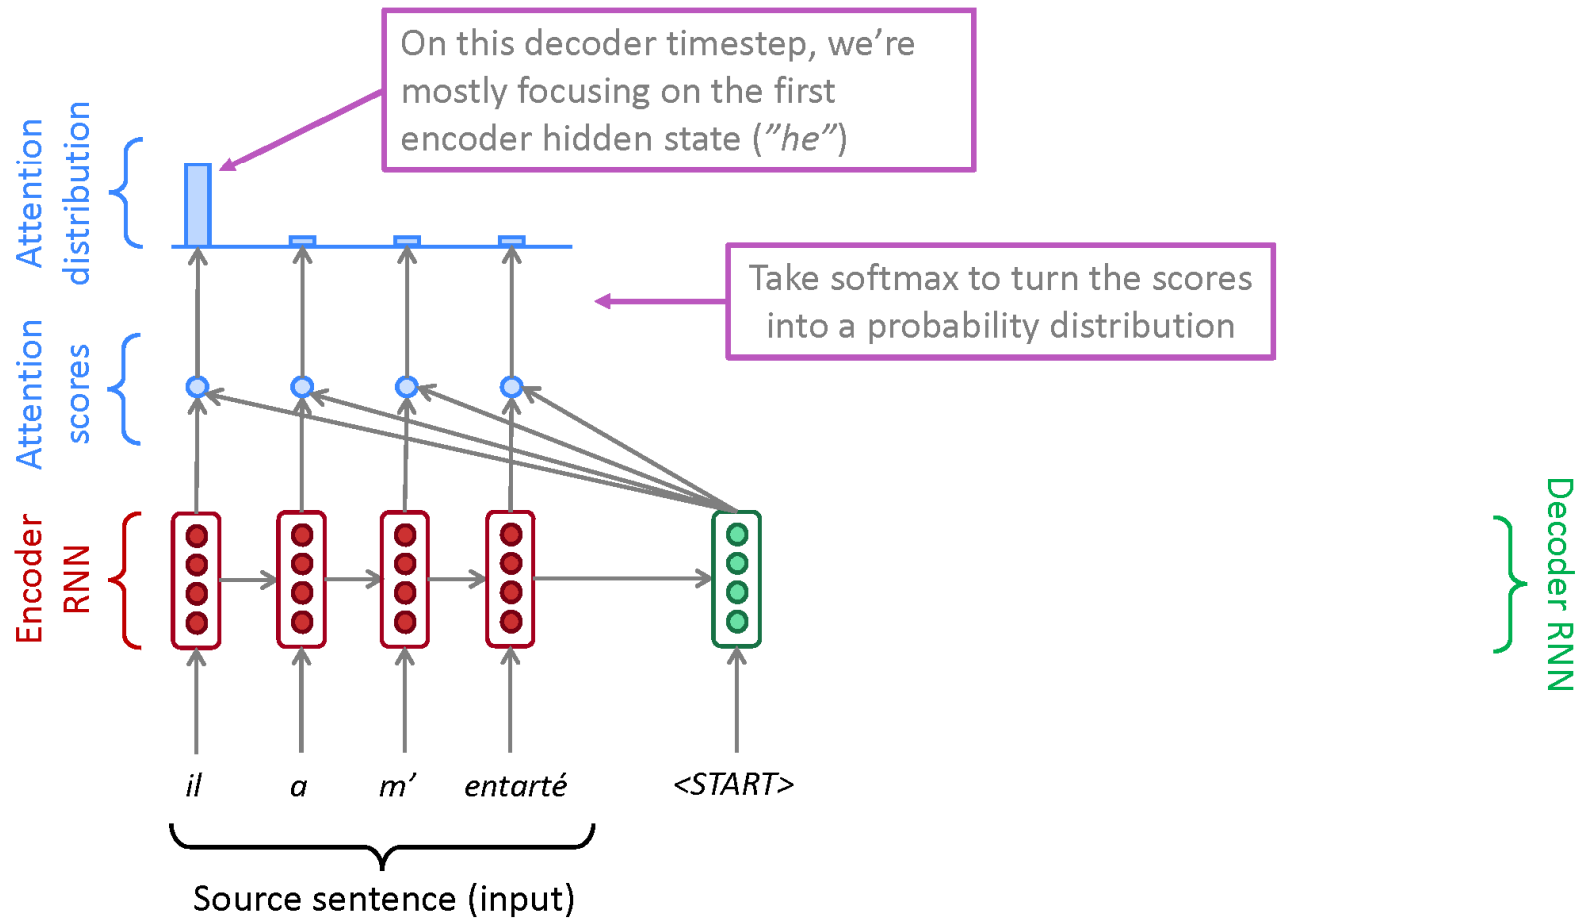 On this decoder timestep, we're
mostly focusing on the first
encoder hidden state (”he”)
Attention
distribution
Take softmax to turn the scores
into a probability distribution
Attention
scores
Encoder
RNN
Decoder RNN
il a m’ entarté <START>
Source sentence (input)